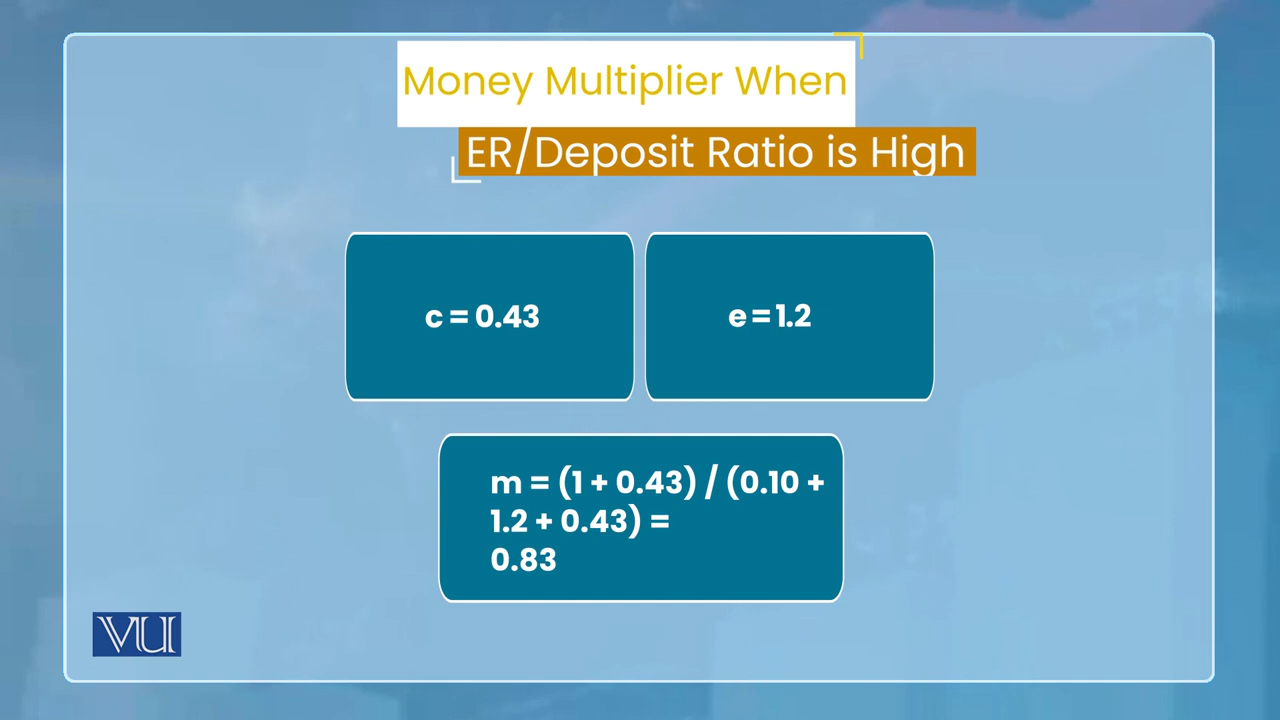 Money Multiplier When
ER/Deposit Ratio is High
c = 0.43
e = 1.2
m = (1 + 0.43) / (0.10 +
1.2 + 0.43) =
0.83
VU